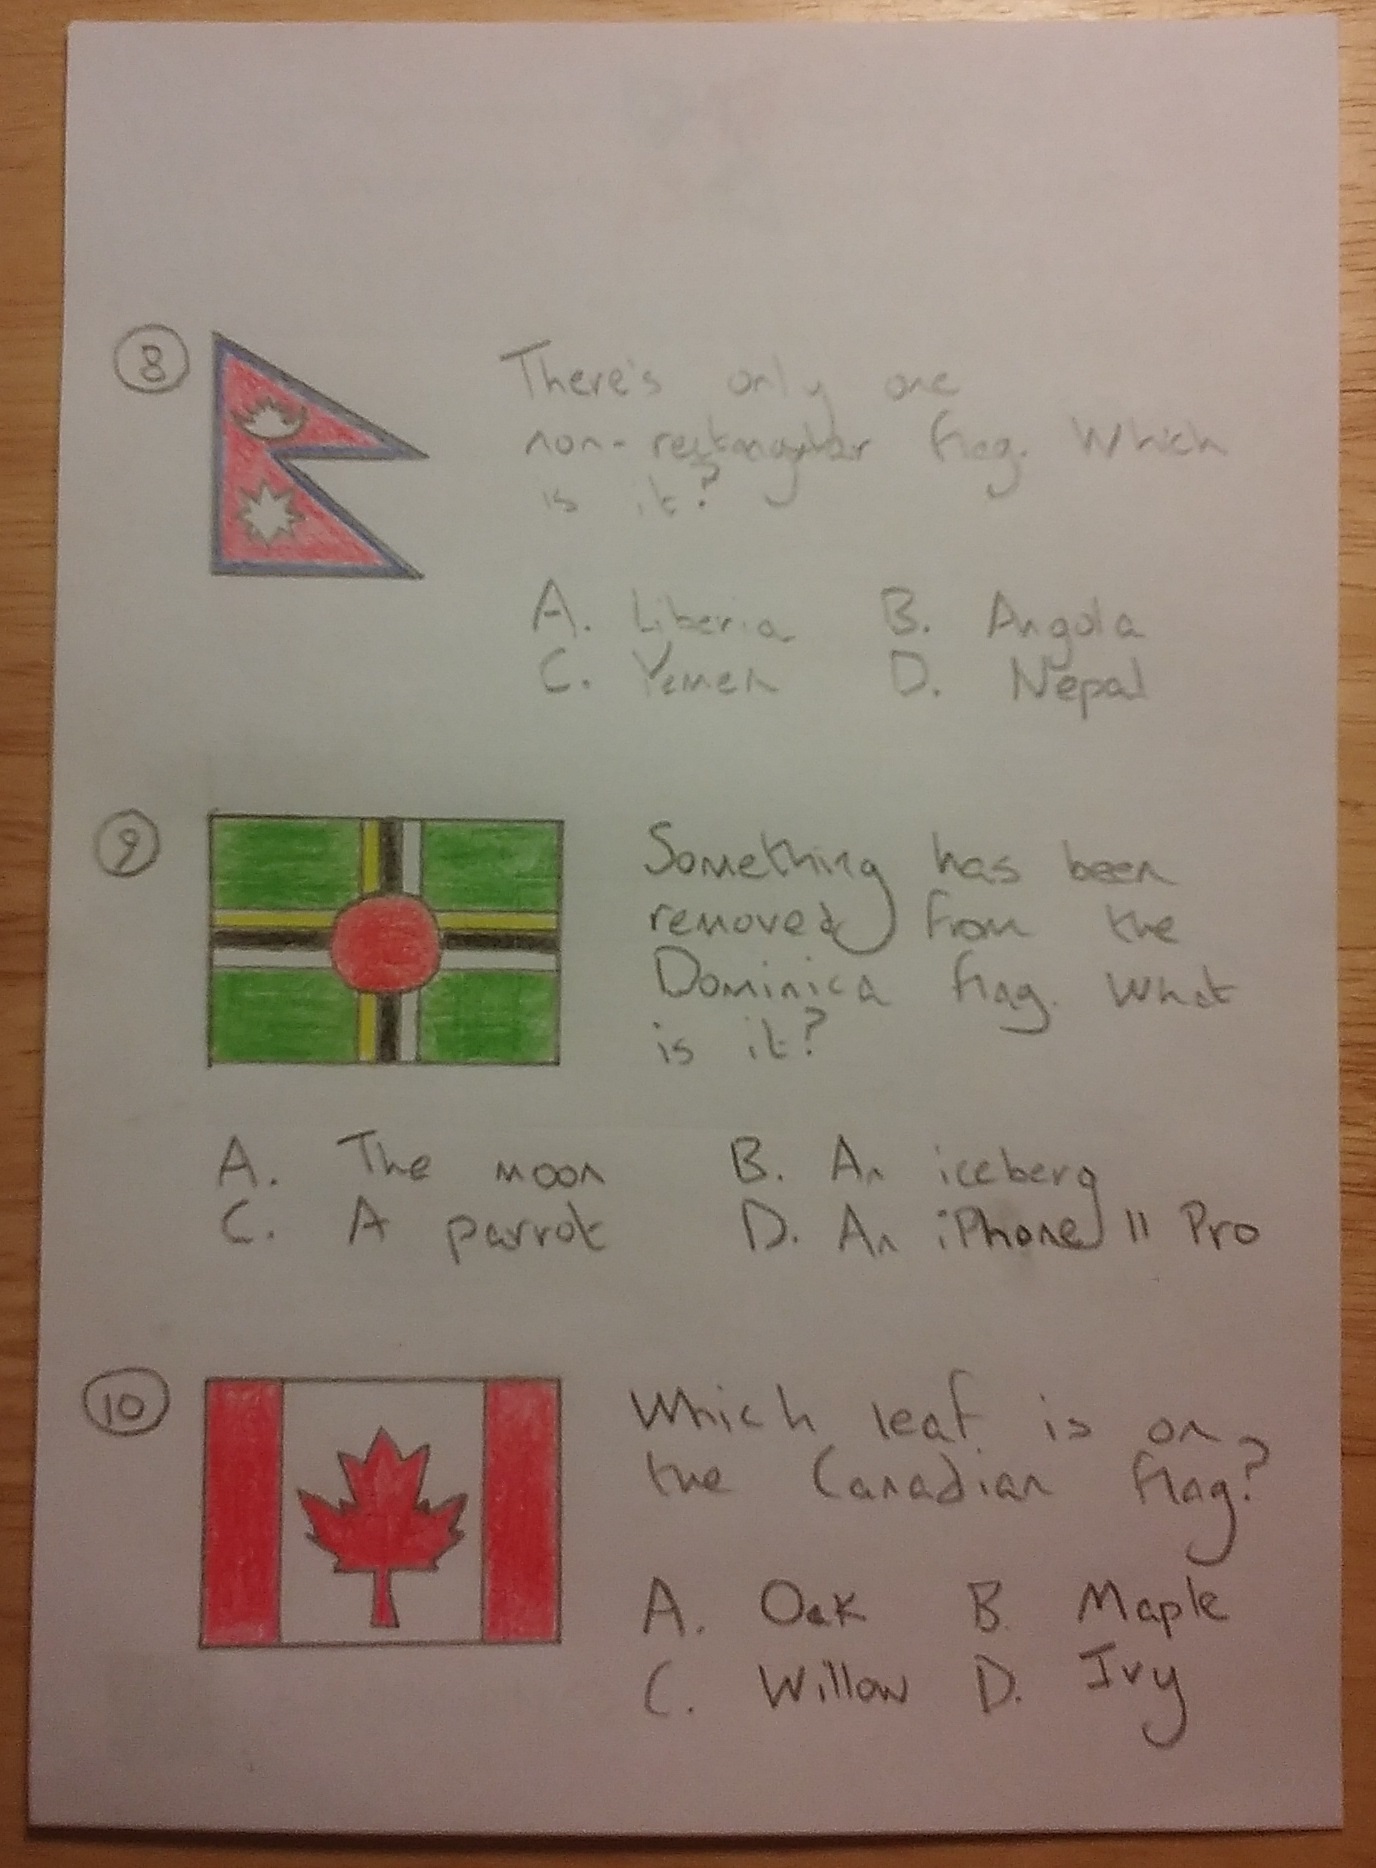 8 There's only one
non-rectangular flag. Which
is it?
A. Liberia B. Angola
C. Yemen D. Nepal
9 Something has been
removed from the
Dominica flag. What
is it?
A. The moon B. An iceberg
C. A parrot D. An iPhone 11 Pro
10 Which leaf is on
the Canadian flag?
A. Oak B. Maple
C. Willow D. Ivy